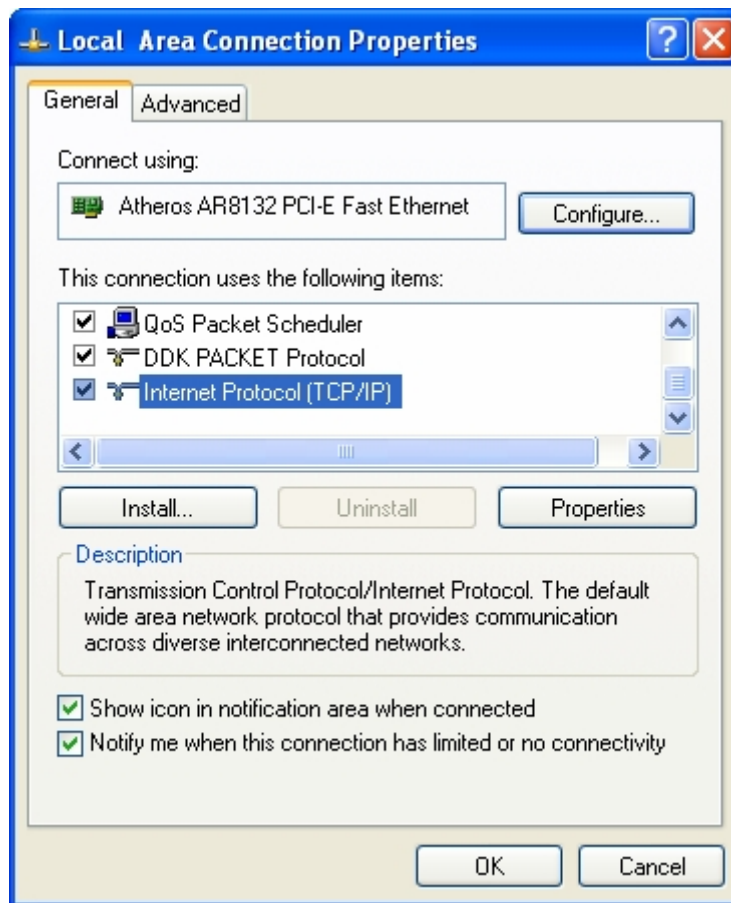 Local Area Connection Properties
General
Advanced
Connect using:
Atheros AR8132 PCI-E Fast Ethernet
Configure...
This connection uses the following items:
QoS Packet Scheduler
DDK PACKET Protocol
Internet Protocol (TCP/IP)
Install...
Uninstall
Properties
Description
Transmission Control Protocol/Internet Protocol. The default
wide area network protocol that provides communication
across diverse interconnected networks.
Show icon in notification area when connected
Notify me when this connection has limited or no connectivity
OK
Cancel